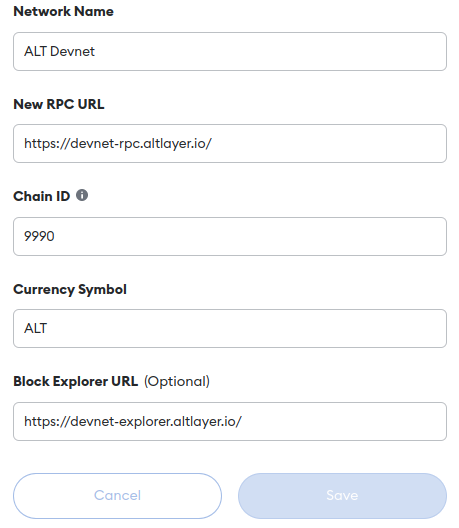 Network Name
ALT Devnet
New RPC URL
https://devnet-rpc.altlayer.io/
Chain ID
9990
Currency Symbol
ALT
Block Explorer URL (Optional)
https://devnet-explorer.altlayer.io/
Cancel Save